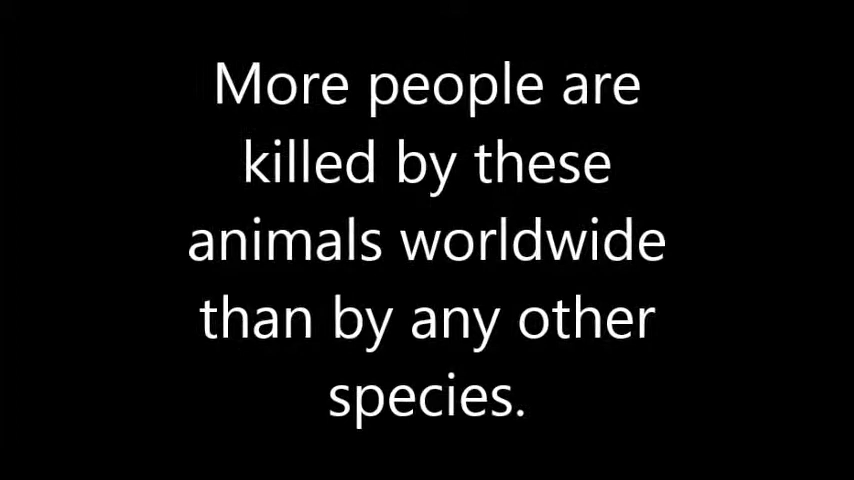 More people are
killed by these
animals worldwide
than by any other
species.